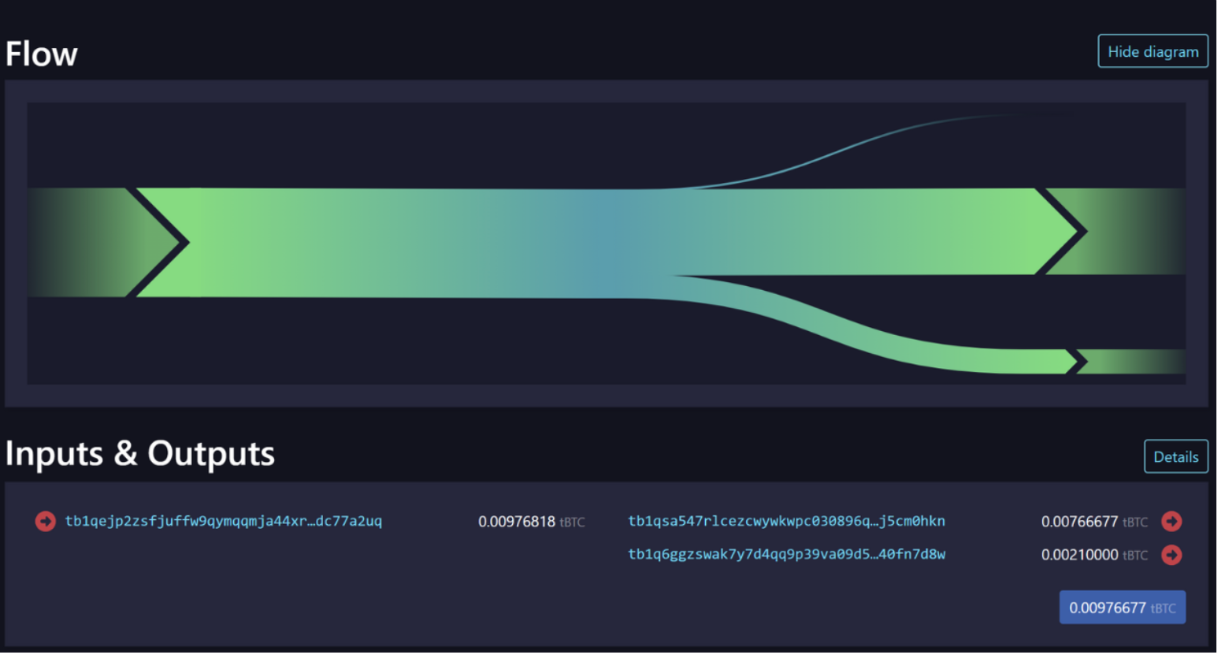 Flow
Hide diagram
Inputs & Outputs
Details
tb1qejp2zsfjuffw9qymqqmja44xr…dc77a2uq 0.00976818 tBTC tb1qsa547rlcezcwywkwpc030896q…j5cm0hkn 0.00766677 tBTC
tb1q6ggzswak7y7d4qq9p39va09d5…40fn7d8w 0.00210000 tBTC
0.00976677 tBTC